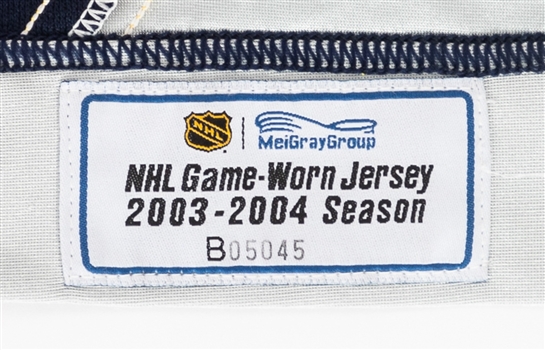 NHL
MeiGrayGroup
NHL Game-Worn Jersey
2003-2004 Season
B05045